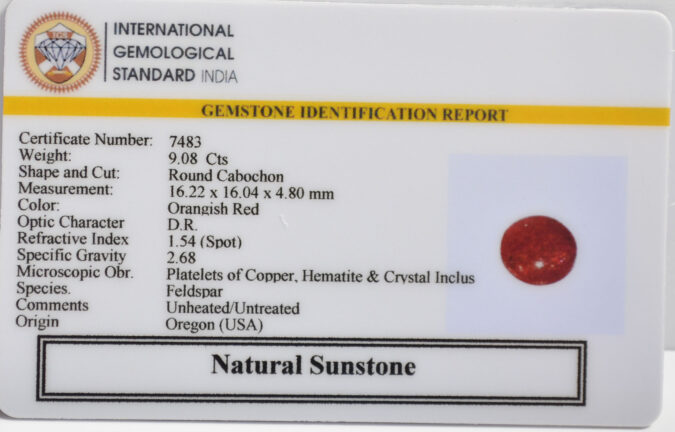 IGS
INTERNATIONAL
GEMOLOGICAL
STANDARD INDIA
GEMSTONE IDENTIFICATION REPORT
Certificate Number: 7483
Weight: 9.08 Cts
Shape and Cut: Round Cabochon
Measurement: 16.22 x 16.04 x 4.80 mm
Color: Orangish Red
Optic Character D.R.
Refractive Index 1.54 (Spot)
Specific Gravity 2.68
Microscopic Obr. Platelets of Copper, Hematite & Crystal Inclus
Species. Feldspar
Comments Unheated/Untreated
Origin Oregon (USA)
Natural Sunstone